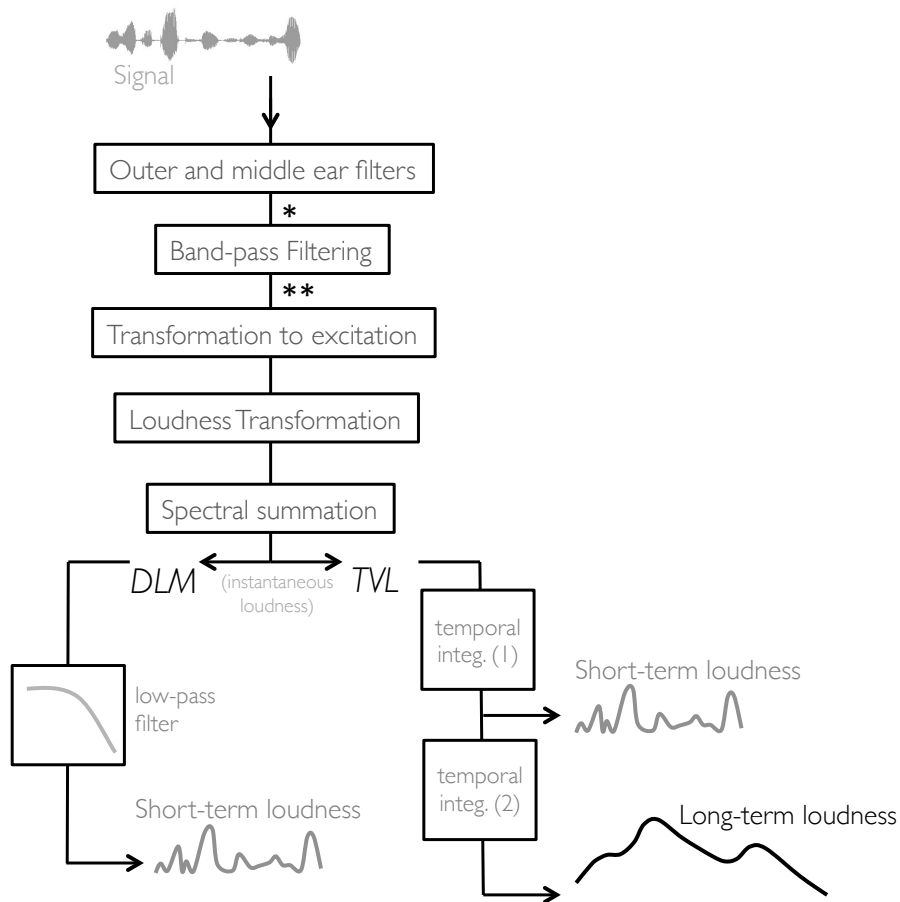 Signal
Outer and middle ear filters
*
Band-pass Filtering
**
Transformation to excitation
Loudness Transformation
Spectral summation
DLM
(instantaneous
loudness)
TVL
low-pass
filter
Short-term loudness
temporal
integ. (1)
Short-term loudness
temporal
integ. (2)
Long-term loudness